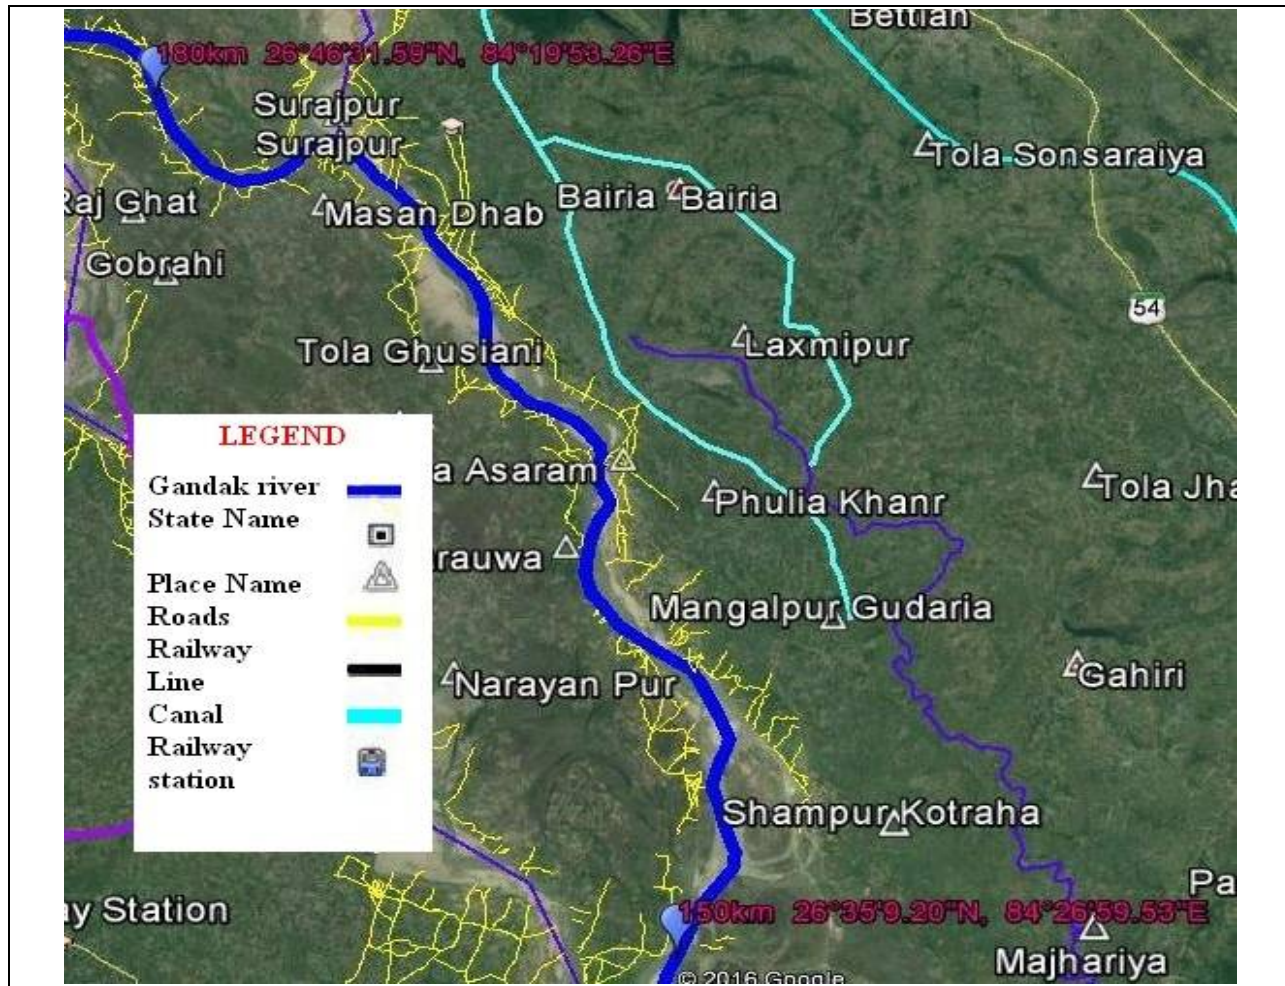 Bettiah
180km 26°46'31.59"N, 84°19'53.26"E
Surajpur
Surajpur
Tola Sonsaraiya
Raj Ghat
Masan Dhab
Bairia
Bairia
Gobrahi
54
Tola Ghusiani
Laxmipur
LEGEND
Gandak river
State Name
Place Name
Roads
Railway
Line
Canal
Railway
station
a Asaram
Phulia Khanr
Tola Jha
rauwa
Mangalpur Gudaria
Narayan Pur
Gahiri
Shampur Kotraha
ay Station
150km 26°35'9.20"N, 84°26'59.53"E
Pa
Majhariya
© 2016 Google